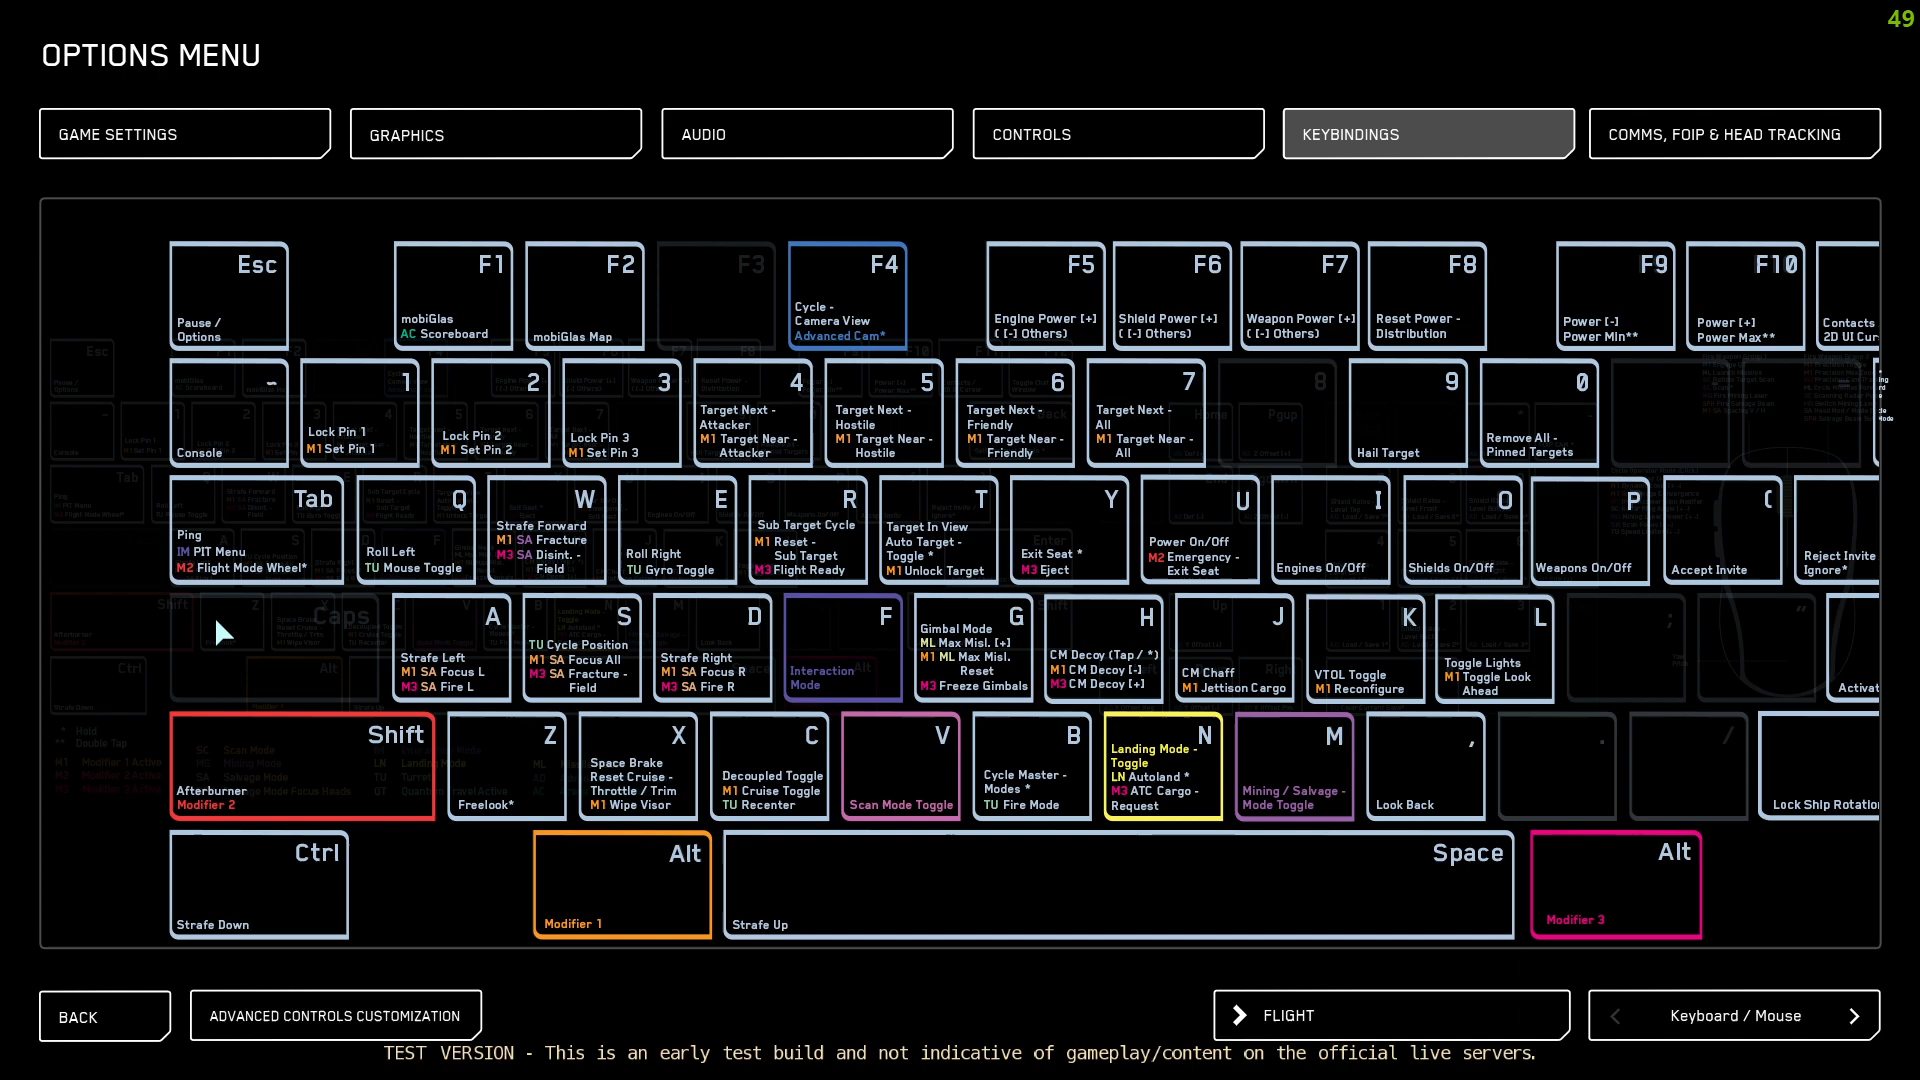 49
OPTIONS MENU
GAME SETTINGS
GRAPHICS
AUDIO
CONTROLS
KEYBINDINGS
COMMS, FOIP & HEAD TRACKING
Esc
Pause /
Options
F1
mobiGlas
AC Scoreboard
F2
mobiGlas Map
F3
F4
Cycle -
Camera View
Advanced Cam*
F5
Engine Power [+]
( [-] Others)
F6
Shield Power [+]
( [-] Others)
F7
Weapon Power [+]
( [-] Others)
F8
Reset Power -
Distribution
F9
Power [-]
Power Min**
F10
Power [+]
Power Max**
Contacts
2D UI Cur
~
Console
1
Lock Pin 1
M1 Set Pin 1
2
Lock Pin 2
M1 Set Pin 2
3
Lock Pin 3
M1 Set Pin 3
4
Target Next -
Attacker
M1 Target Near -
Attacker
5
Target Next -
Hostile
M1 Target Near -
Hostile
6
Target Next -
Friendly
M1 Target Near -
Friendly
7
Target Next -
All
M1 Target Near -
All
8
9
Hail Target
0
Remove All -
Pinned Targets
Tab
Ping
IM PIT Menu
M2 Flight Mode Wheel*
Q
Roll Left
TU Mouse Toggle
W
Strafe Forward
M1 SA Fracture
M3 SA Disint. -
Field
E
Roll Right
TU Gyro Toggle
R
Sub Target Cycle
M1 Reset -
Sub Target
M3 Flight Ready
T
Target In View
Auto Target -
Toggle *
M1 Unlock Target
Y
Exit Seat *
M3 Eject
U
Power On/Off
M2 Emergency -
Exit Seat
I
Engines On/Off
O
Shields On/Off
P
Weapons On/Off
[
Accept Invite
Reject Invite
Ignore*
Caps
A
Strafe Left
M1 SA Focus L
M3 SA Fire L
S
TU Cycle Position
M1 SA Focus All
M3 SA Fracture -
Field
D
Strafe Right
M1 SA Focus R
M3 SA Fire R
F
Interaction
Mode
G
Gimbal Mode
ML Max Misl. [+]
M1 ML Max Misl.
Reset
M3 Freeze Gimbals
H
CM Decoy (Tap / *)
M1 CM Decoy [-]
M3 CM Decoy [+]
J
CM Chaff
M1 Jettison Cargo
K
VTOL Toggle
M1 Reconfigure
L
Toggle Lights
M1 Toggle Look
Ahead
;
"
Activat
Shift
Afterburner
Modifier 2
Z
Freelook*
X
Space Brake
Reset Cruise -
Throttle / Trim
M1 Wipe Visor
C
Decoupled Toggle
M1 Cruise Toggle
TU Recenter
V
Scan Mode Toggle
B
Cycle Master -
Modes *
TU Fire Mode
N
Landing Mode -
Toggle
LN Autoland *
M3 ATC Cargo -
Request
M
Mining / Salvage -
Mode Toggle
,
Look Back
.
/
Lock Ship Rotatio
Ctrl
Strafe Down
Alt
Modifier 1
Space
Strafe Up
Alt
Modifier 3
BACK
ADVANCED CONTROLS CUSTOMIZATION
FLIGHT
Keyboard / Mouse
TEST VERSION - This is an early test build and not indicative of gameplay/content on the official live servers.